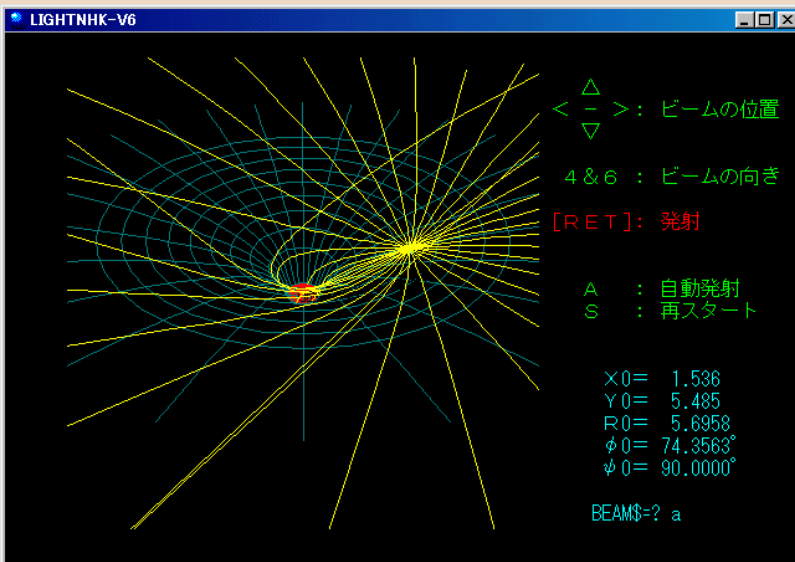 LIGHTNHK-V6
△
< − >: ビームの位置
▽
4&6 : ビームの向き
[RET]: 発射
A : 自動発射
S : 再スタート
X0= 1.536
Y0= 5.485
R0= 5.6958
φ0= 74.3563°
ψ0= 90.0000°
BEAM$=? a